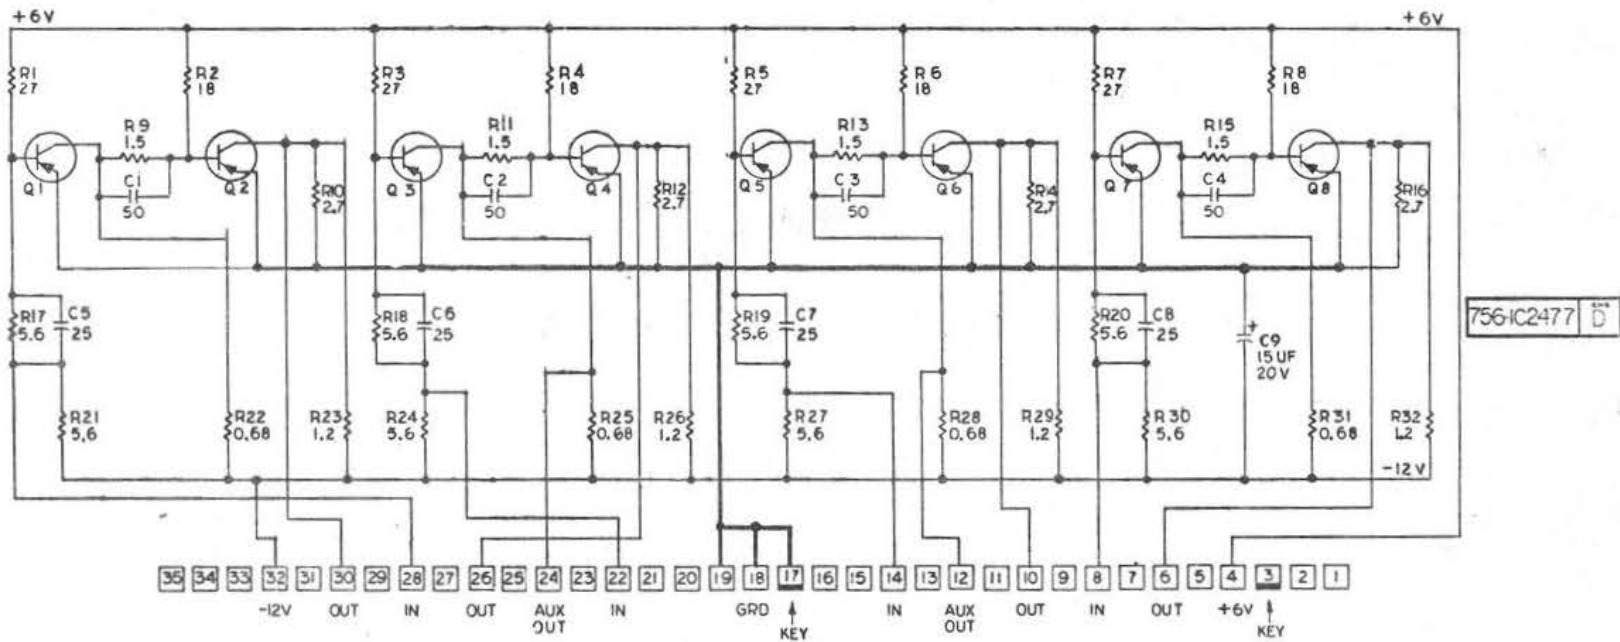 +6V +6V
R1 27
R2 18
R3 27
R4 18
R5 27
R6 18
R7 27
R8 18
R9 1.5
R11 1.5
R13 1.5
R15 1.5
Q1
C1 50
Q2
R10 2.7
Q3
C2 50
Q4
R12 2.7
Q5
C3 50
Q6
R14 2.7
Q7
C4 50
Q8
R16 2.7
R17 5.6
C5 25
R18 5.6
C6 25
R19 5.6
C7 25
R20 5.6
C8 25
+
C9 15UF 20V
756-1C2477 D
R21 5.6
R22 0.68
R23 1.2
R24 5.6
R25 0.68
R26 1.2
R27 5.6
R28 0.68
R29 1.2
R30 5.6
R31 0.68
R32 1.2
-12V
35 34 33 32 31 30 29 28 27 26 25 24 23 22 21 20 19 18 17 16 15 14 13 12 11 10 9 8 7 6 5 4 3 2 1
-12V OUT IN OUT AUX OUT IN GRD KEY IN AUX OUT OUT IN OUT +6V KEY